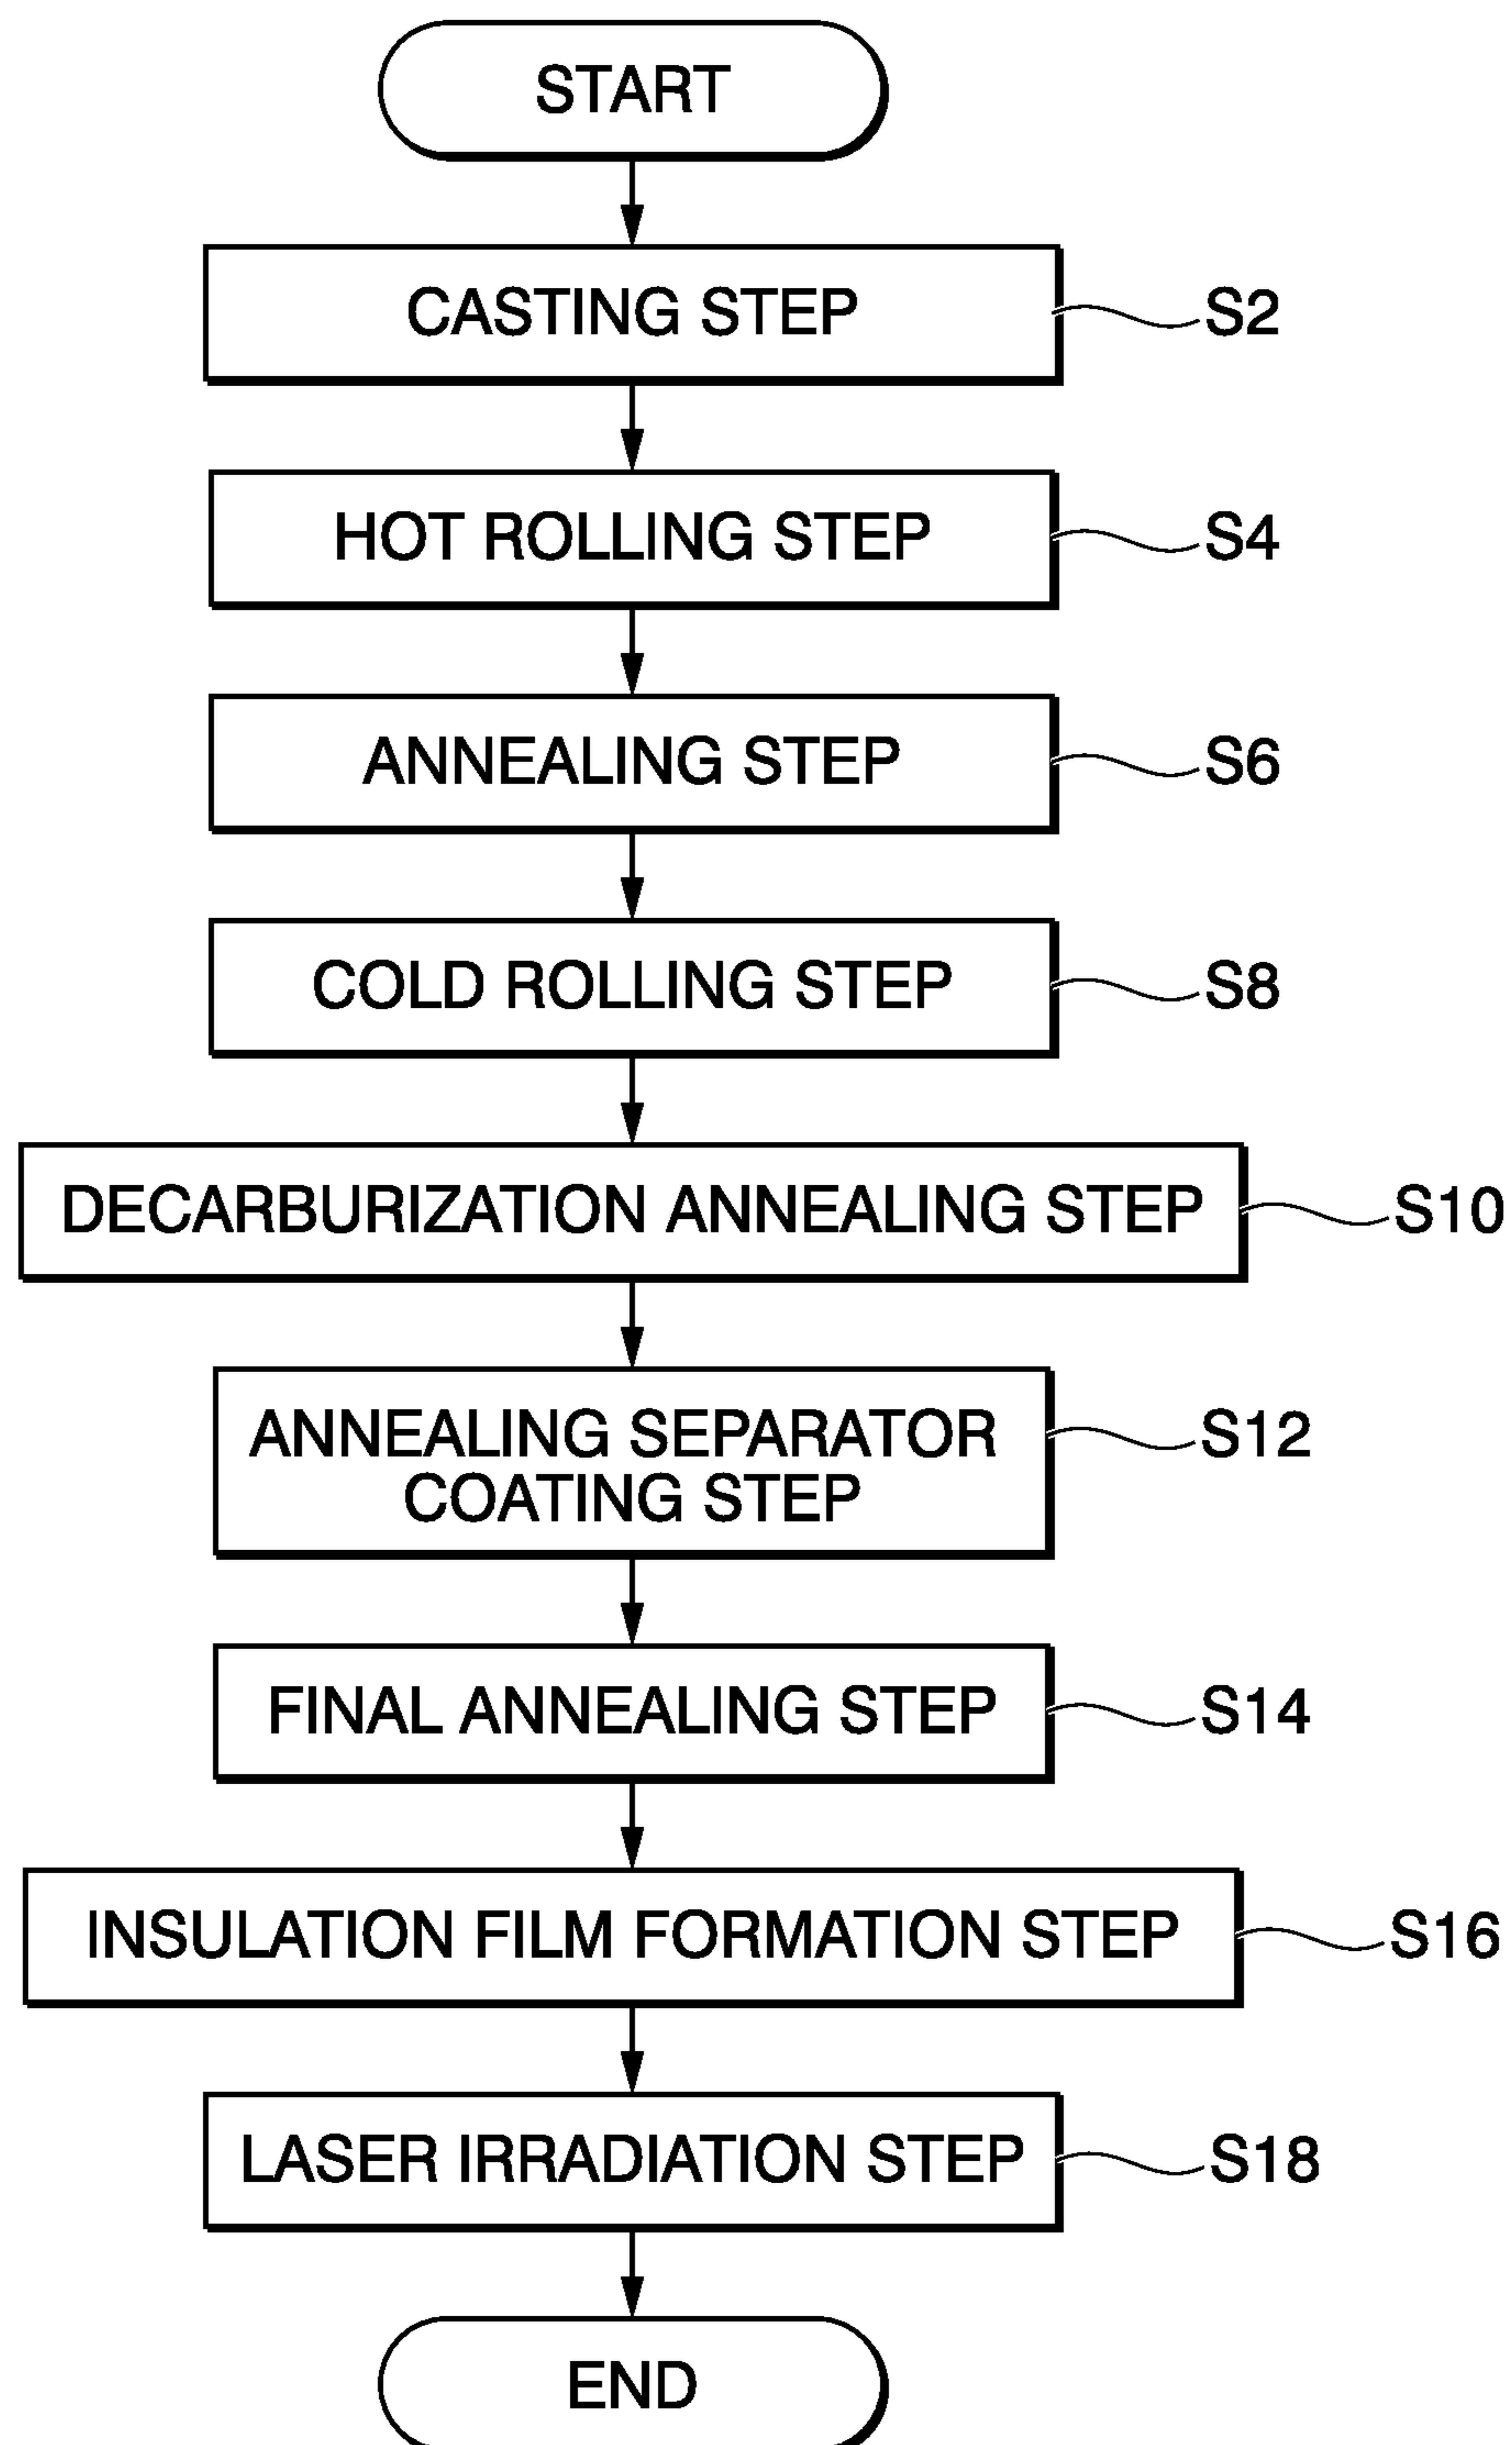 START
CASTING STEP
S2
HOT ROLLING STEP
S4
ANNEALING STEP
S6
COLD ROLLING STEP
S8
DECARBURIZATION ANNEALING STEP
S10
ANNEALING SEPARATOR
COATING STEP
S12
FINAL ANNEALING STEP
S14
INSULATION FILM FORMATION STEP
S16
LASER IRRADIATION STEP
S18
END